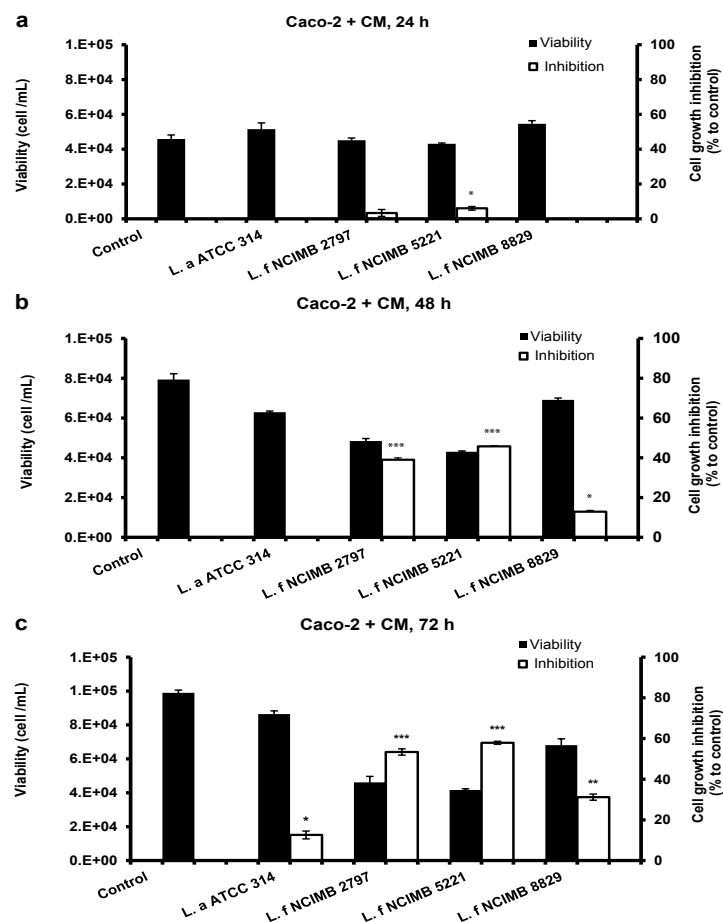 a
Caco-2 + CM, 24 h
Viability
Inhibition
Viability (cell /mL)
1.E+05
8.E+04
6.E+04
4.E+04
2.E+04
0.E+00
100
80
60
40
20
0
Cell growth inhibition
(% to control)
*
Control
L. a ATCC 314
L. f NCIMB 2797
L. f NCIMB 5221
L. f NCIMB 8829
b
Caco-2 + CM, 48 h
Viability
Inhibition
Viability (cell /mL)
1.E+05
8.E+04
6.E+04
4.E+04
2.E+04
0.E+00
100
80
60
40
20
0
Cell growth inhibition
(% to control)
***
***
*
Control
L. a ATCC 314
L. f NCIMB 2797
L. f NCIMB 5221
L. f NCIMB 8829
c
Caco-2 + CM, 72 h
Viability
Inhibition
Viability (cell /mL)
1.E+05
1.E+05
8.E+04
6.E+04
4.E+04
2.E+04
0.E+00
100
80
60
40
20
0
Cell growth inhibition
(% to control)
*
***
***
**
Control
L. a ATCC 314
L. f NCIMB 2797
L. f NCIMB 5221
L. f NCIMB 8829